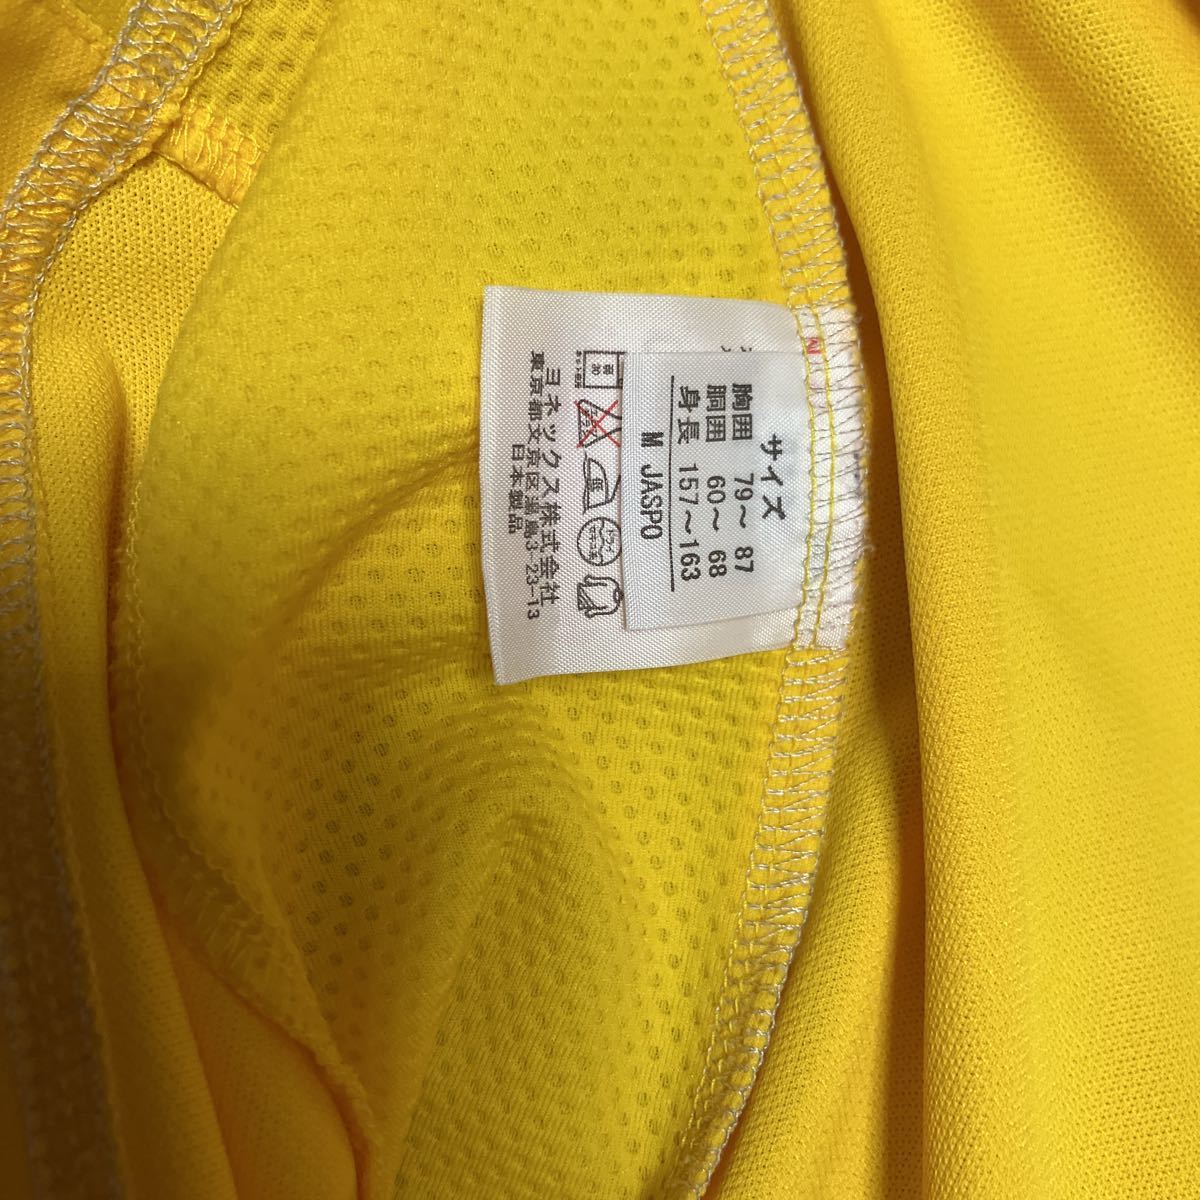 サイズ
胸囲 79〜 87
胴囲 60〜 68
身長 157〜163
M JASPO
ヨネックス株式会社
東京都文京区湯島3-23-13
日本製品